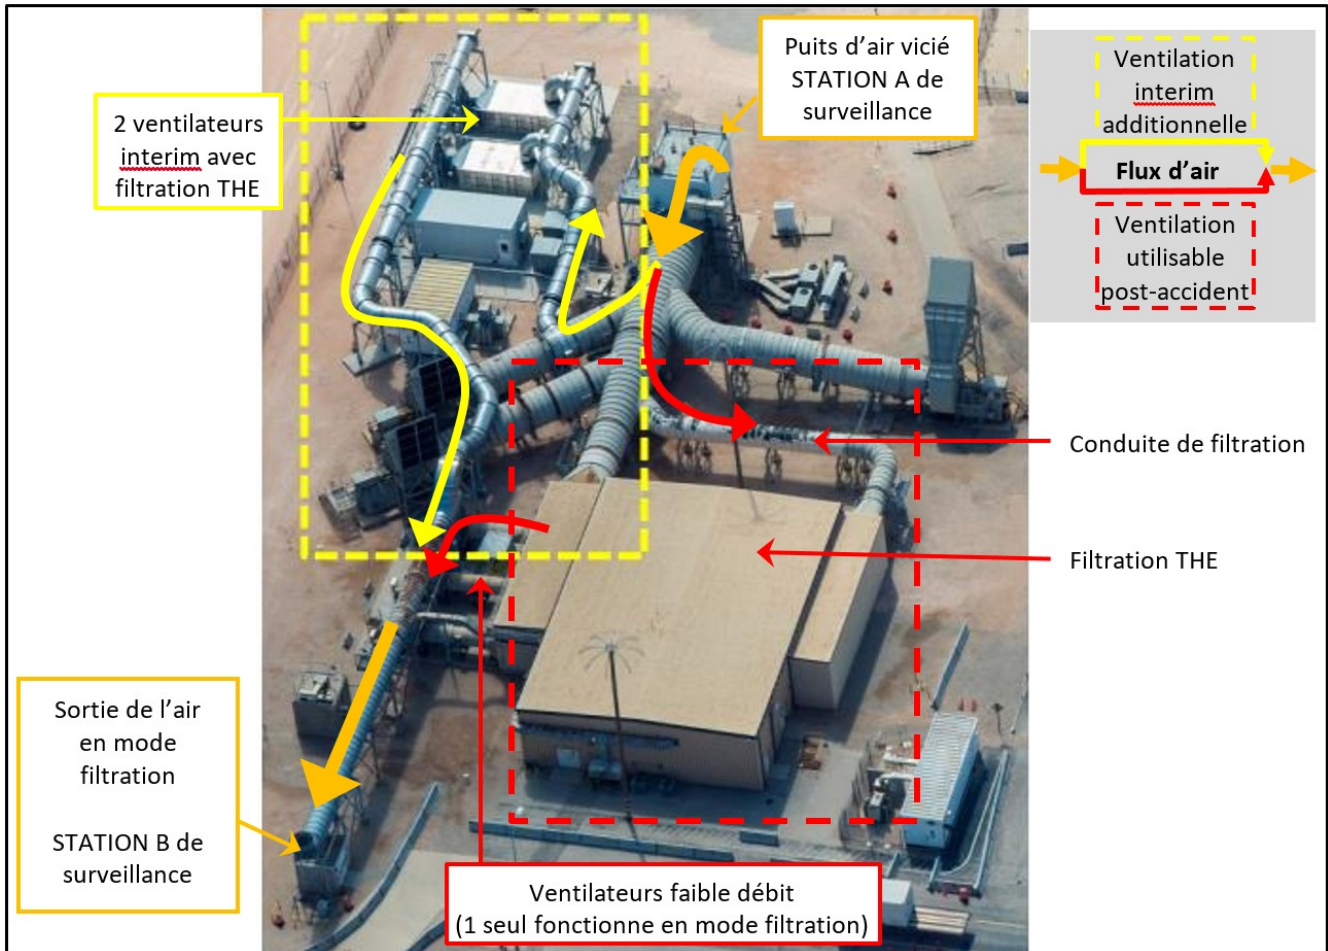 Puits d'air vicié
STATION A de
surveillance
Ventilation
interim
additionnelle
Flux d'air
Ventilation
utilisable
post-accident
2 ventilateurs
interim avec
filtration THE
Conduite de filtration
Filtration THE
Sortie de l'air
en mode
filtration
STATION B de
surveillance
Ventilateurs faible débit
(1 seul fonctionne en mode filtration)